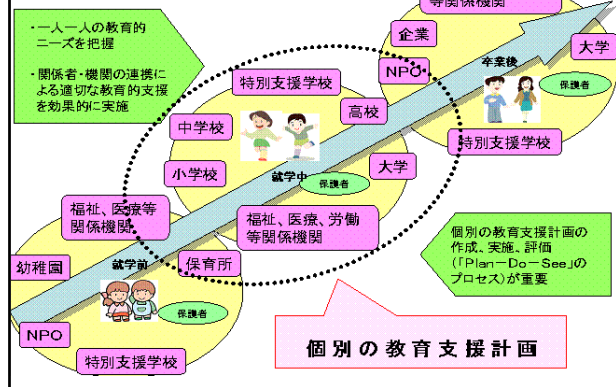 等関係機関
・一人一人の教育的
ニーズを把握
・関係者・機関の連携に
よる適切な教育的支援
を効果的に実施
企業
大学
卒業後
NPO
保護者
特別支援学校
特別支援学校
高校
中学校
小学校
就学中
保護者
大学
福祉、医療、労働
等関係機関
福祉、医療等
関係機関
幼稚園
就学前
保育所
保護者
NPO
特別支援学校
個別の教育支援計画の
作成、実施、評価
(「Plan－Do－See」の
プロセス)が重要
個別の教育支援計画